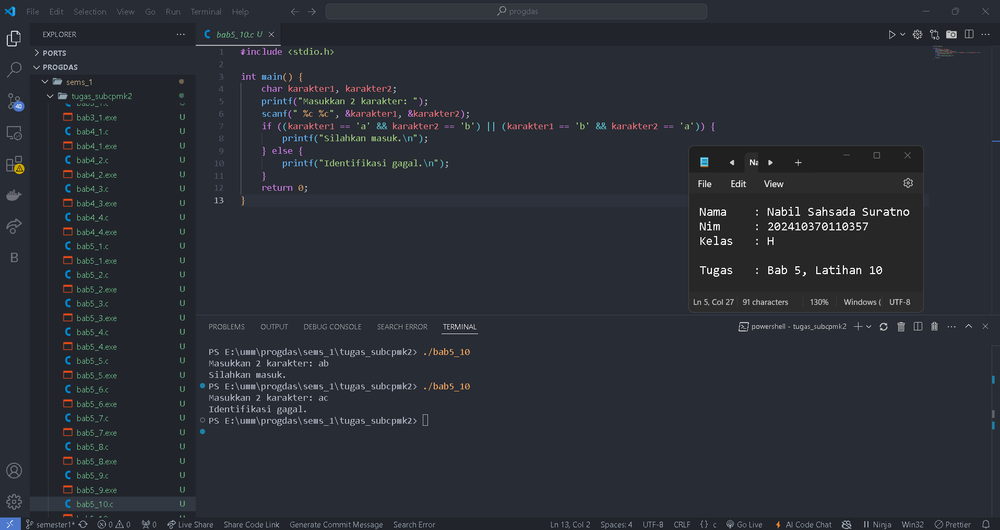 File Edit Selection View Go Run Terminal Help
progdas
EXPLORER
bab5_10.c U
PORTS
PROGDAS
sems_1
tugas_subcpmk2
bab3_1.c U
bab3_1.exe U
bab4_1.c U
bab4_1.exe U
bab4_2.c U
bab4_2.exe U
bab4_3.c U
bab4_3.exe U
bab4_4.c U
bab4_4.exe U
bab5_1.c U
bab5_1.exe U
bab5_2.c U
bab5_2.exe U
bab5_3.c U
bab5_3.exe U
bab5_4.c U
bab5_4.exe U
bab5_5.c U
bab5_5.exe U
bab5_6.c U
bab5_6.exe U
bab5_7.c U
bab5_7.exe U
bab5_8.c U
bab5_8.exe U
bab5_9.c U
bab5_9.exe U
bab5_10.c U
40
B
1 #include <stdio.h>
2
3 int main() {
4 char karakter1, karakter2;
5 printf("Masukkan 2 karakter: ");
6 scanf(" %c %c", &karakter1, &karakter2);
7 if ((karakter1 == 'a' && karakter2 == 'b') || (karakter1 == 'b' && karakter2 == 'a')) {
8 printf("Silahkan masuk.\n");
9 } else {
10 printf("Identifikasi gagal.\n");
11 }
12 return 0;
13 }
Na
File Edit View
Nama : Nabil Sahsada Suratno
Nim : 202410370110357
Kelas : H
Tugas : Bab 5, Latihan 10
Ln 5, Col 27 91 characters 130% Windows ( UTF-8
PROBLEMS OUTPUT DEBUG CONSOLE SEARCH ERROR TERMINAL
powershell - tugas_subcpmk2
PS E:\umm\progdas\sems_1\tugas_subcpmk2> ./bab5_10
Masukkan 2 karakter: ab
Silahkan masuk.
PS E:\umm\progdas\sems_1\tugas_subcpmk2> ./bab5_10
Masukkan 2 karakter: ac
Identifikasi gagal.
PS E:\umm\progdas\sems_1\tugas_subcpmk2>
semester1* 0 0 0 Live Share Share Code Link Generate Commit Message Search Error
Ln 13, Col 2 Spaces: 4 UTF-8 CRLF {} c Go Live AI Code Chat Ninja Win32 Prettier